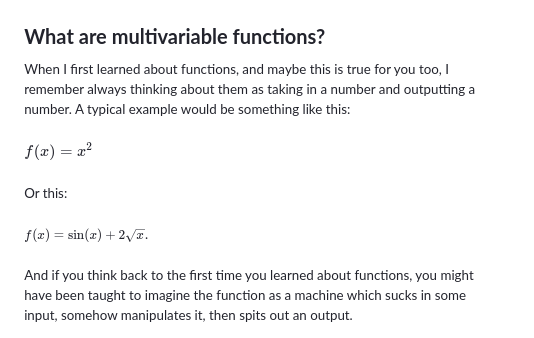 What are multivariable functions?
When I first learned about functions, and maybe this is true for you too, I
remember always thinking about them as taking in a number and outputting a
number. A typical example would be something like this:
f(x) = x²
Or this:
f(x) = sin(x) + 2√x.
And if you think back to the first time you learned about functions, you might
have been taught to imagine the function as a machine which sucks in some
input, somehow manipulates it, then spits out an output.